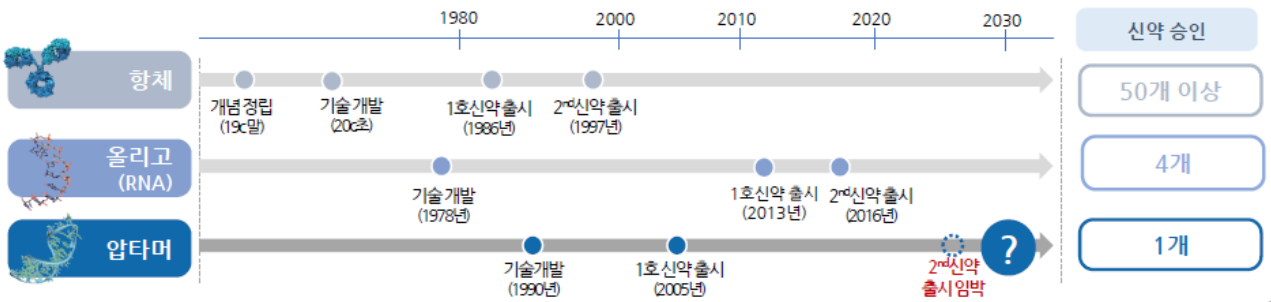 1980
2000
2010
2020
2030
신약 승인
항체
개념 정립
(19c말)
기술 개발
(20c초)
1호신약 출시
(1986년)
2nd신약 출시
(1997년)
50개 이상
올리고
(RNA)
기술 개발
(1978년)
1호신약 출시
(2013년)
2nd신약 출시
(2016년)
4개
압타머
기술개발
(1990년)
1호신약 출시
(2005년)
2nd신약
출시 임박
?
1개